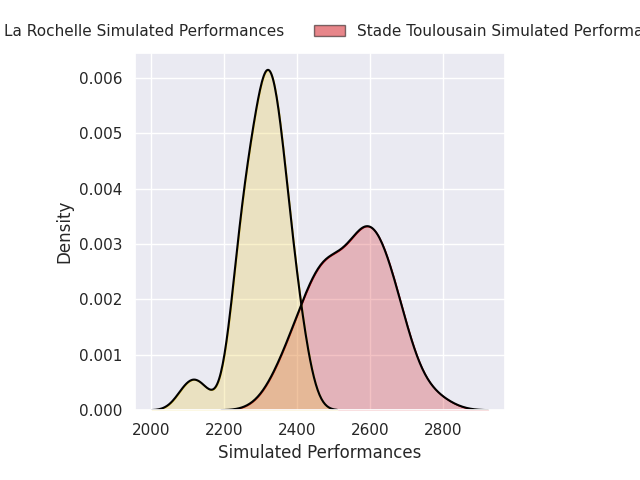 La Rochelle Simulated Performances
Stade Toulousain Simulated
0.006
0.005
0.004
0.003
0.002
0.001
0.000
Density
2000 2200 2400 2600 2800
Simulated Performances